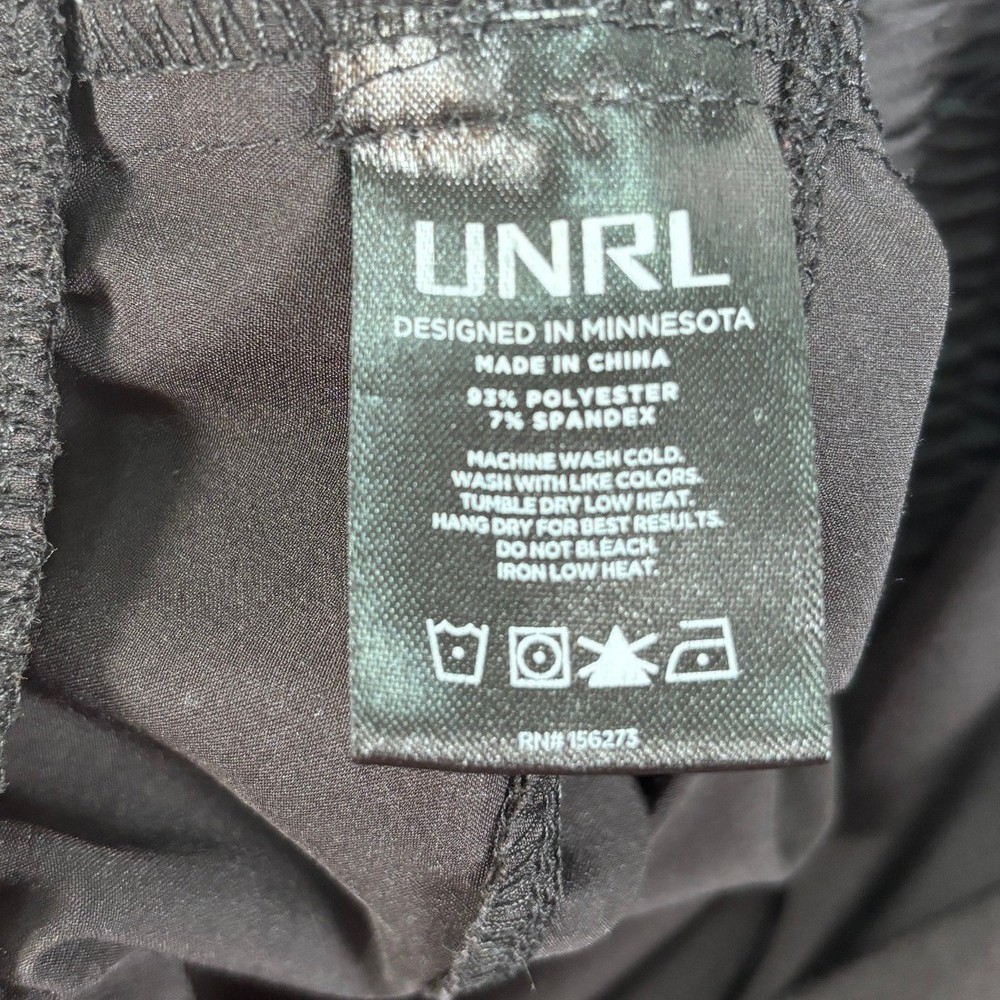 UNRL
DESIGNED IN MINNESOTA
MADE IN CHINA
93% POLYESTER
7% SPANDEX
MACHINE WASH COLD.
WASH WITH LIKE COLORS.
TUMBLE DRY LOW HEAT.
HANG DRY FOR BEST RESULTS.
DO NOT BLEACH.
IRON LOW HEAT.
RN# 156273